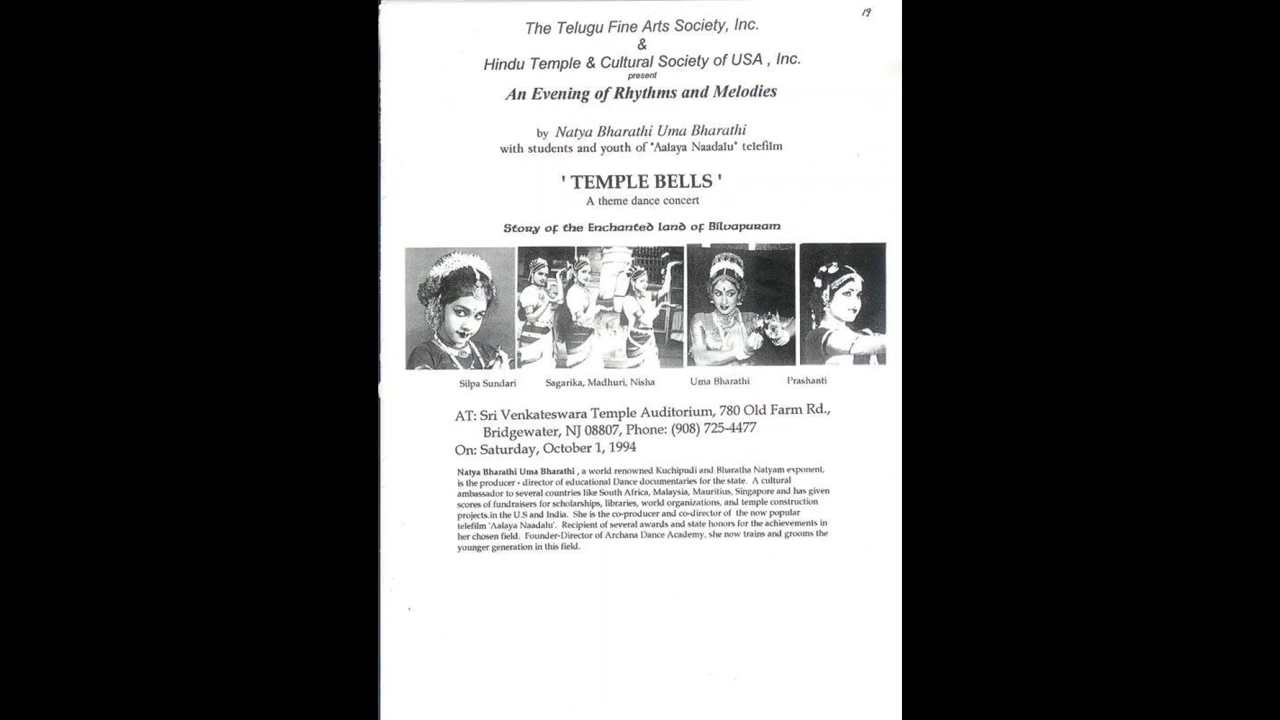 19
The Telugu Fine Arts Society, Inc.
&
Hindu Temple & Cultural Society of USA , Inc.
present
An Evening of Rhythms and Melodies
by Natya Bharathi Uma Bharathi
with students and youth of "Aalaya Naadalu" telefilm
' TEMPLE BELLS '
A theme dance concert
Story of the Enchanted land of Bilvapuram
Silpa Sundari Sagarika, Madhuri, Nisha Uma Bharathi Prashanti
AT: Sri Venkateswara Temple Auditorium, 780 Old Farm Rd.,
Bridgewater, NJ 08807, Phone: (908) 725-4477
On: Saturday, October 1, 1994
Natya Bharathi Uma Bharathi , a world renowned Kuchipudi and Bharatha Natyam exponent,
is the producer - director of educational Dance documentaries for the state. A cultural
ambassador to several countries like South Africa, Malaysia, Mauritius, Singapore and has given
scores of fundraisers for scholarships, libraries, world organizations, and temple construction
projects.in the U.S and India. She is the co-producer and co-director of the now popular
telefilm 'Aalaya Naadalu'. Recipient of several awards and state honors for the achievements in
her chosen field. Founder-Director of Archana Dance Academy, she now trains and grooms the
younger generation in this field.